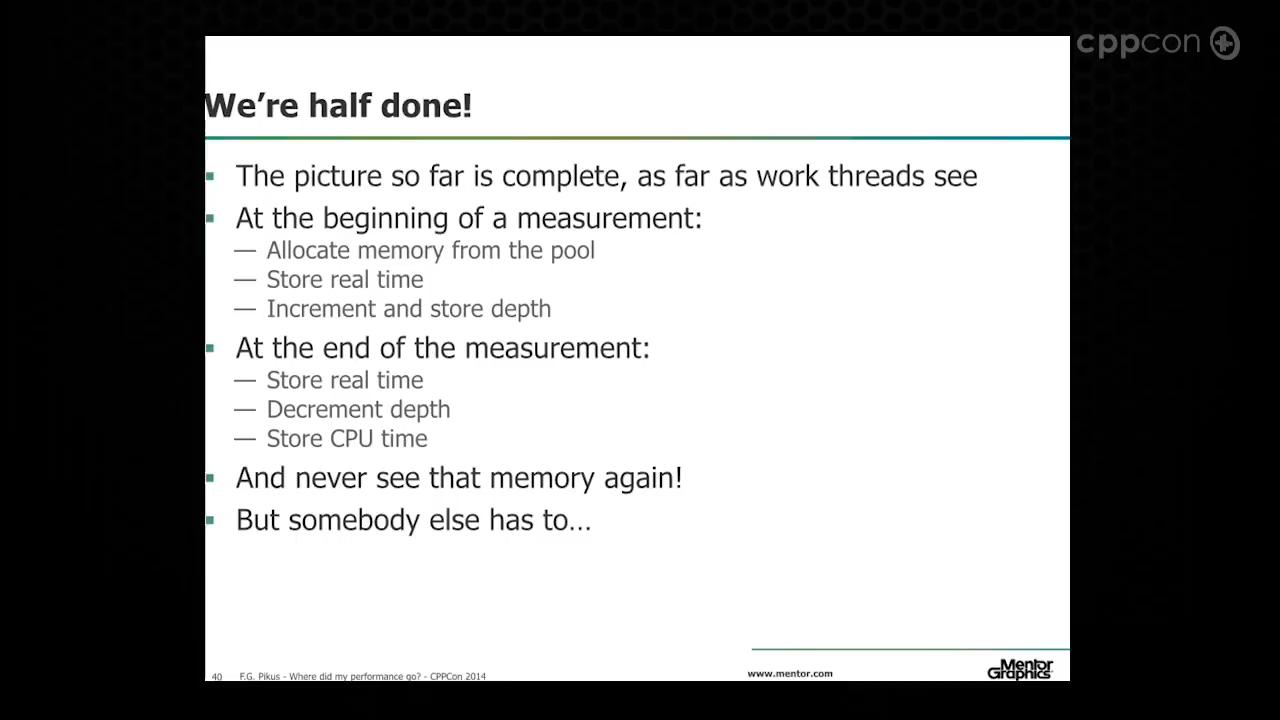 cppcon
We're half done!
The picture so far is complete, as far as work threads see
At the beginning of a measurement:
— Allocate memory from the pool
— Store real time
— Increment and store depth
At the end of the measurement:
— Store real time
— Decrement depth
— Store CPU time
And never see that memory again!
But somebody else has to...
40 F.G. Pikus - Where did my performance go? - CPPCon 2014
www.mentor.com
Mentor
Graphics